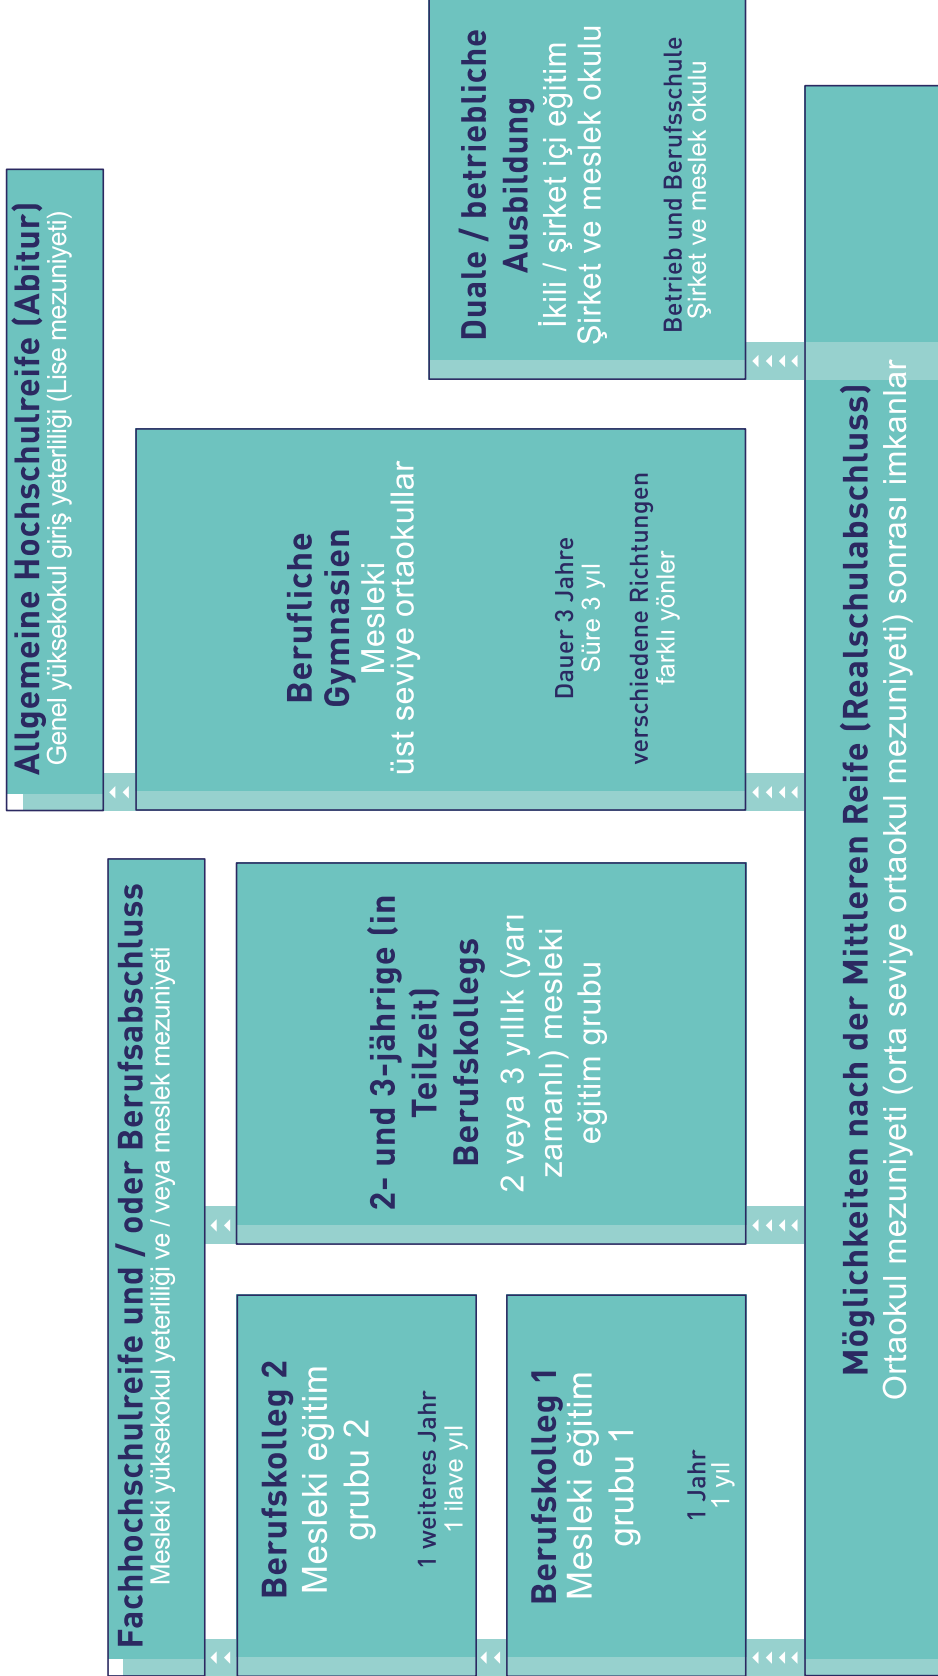 Allgemeine Hochschulreife (Abitur)
Genel yüksekokul giriş yeterliliği (Lise mezuniyeti)
Fachhochschulreife und / oder Berufsabschluss
Mesleki yüksekokul yeterliliği ve / veya meslek mezuniyeti
Berufskolleg 2
Mesleki eğitim
grubu 2
1 weiteres Jahr
1 ilave yıl
Berufskolleg 1
Mesleki eğitim
grubu 1
1 Jahr
1 yıl
2- und 3-jährige (in
Teilzeit)
Berufskollegs
2 veya 3 yıllık (yarı
zamanlı) mesleki
eğitim grubu
Berufliche
Gymnasien
Mesleki
üst seviye ortaokullar
Dauer 3 Jahre
Süre 3 yıl
verschiedene Richtungen
farklı yönler
Duale / betriebliche
Ausbildung
İkili / şirket içi eğitim
Şirket ve meslek okulu
Betrieb und Berufsschule
Şirket ve meslek okulu
Möglichkeiten nach der Mittleren Reife (Realschulabschluss)
Ortaokul mezuniyeti (orta seviye ortaokul mezuniyeti) sonrası imkanlar